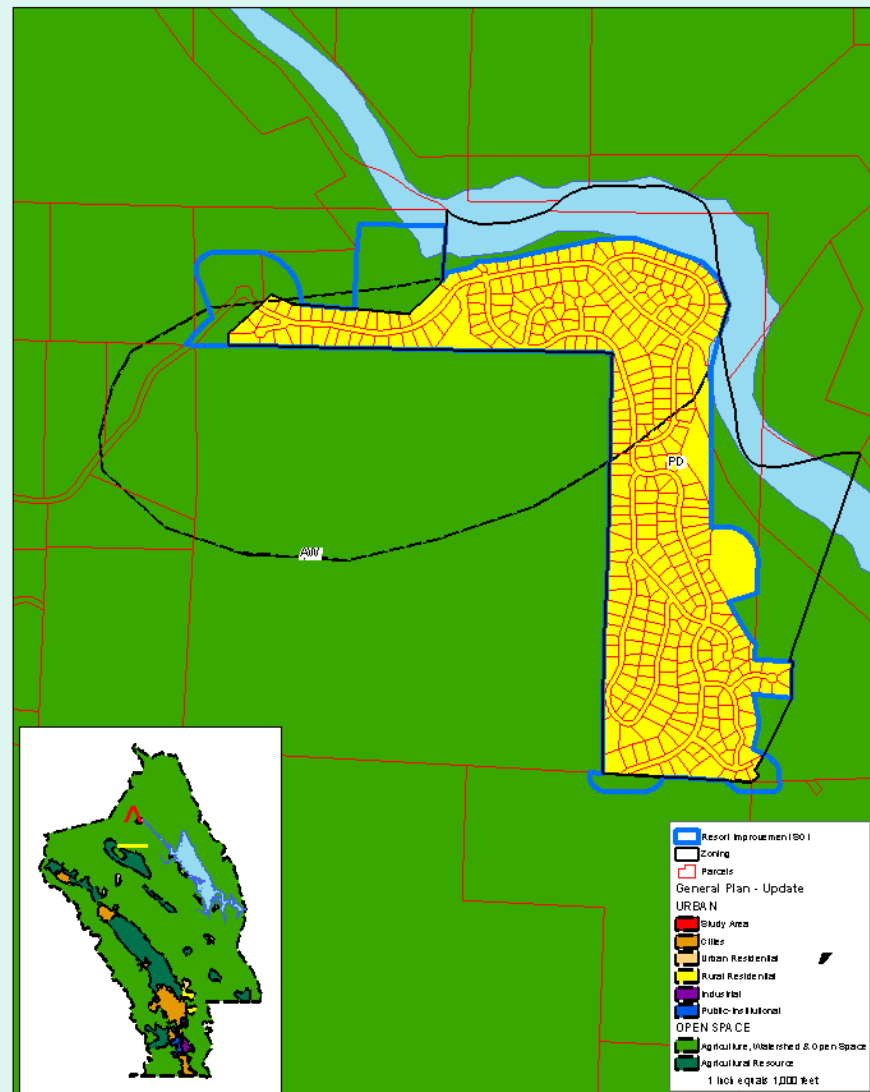 PD
AW
Resort Improvement SOI
Zoning
Parcels
General Plan - Update
URBAN
Study Area
Cities
Urban Residential
Rural Residential
Industrial
Public-Institutional
OPEN SPACE
Agriculture, Watershed & Open Space
Agricultural Resource
1 inch equals 1,000 feet